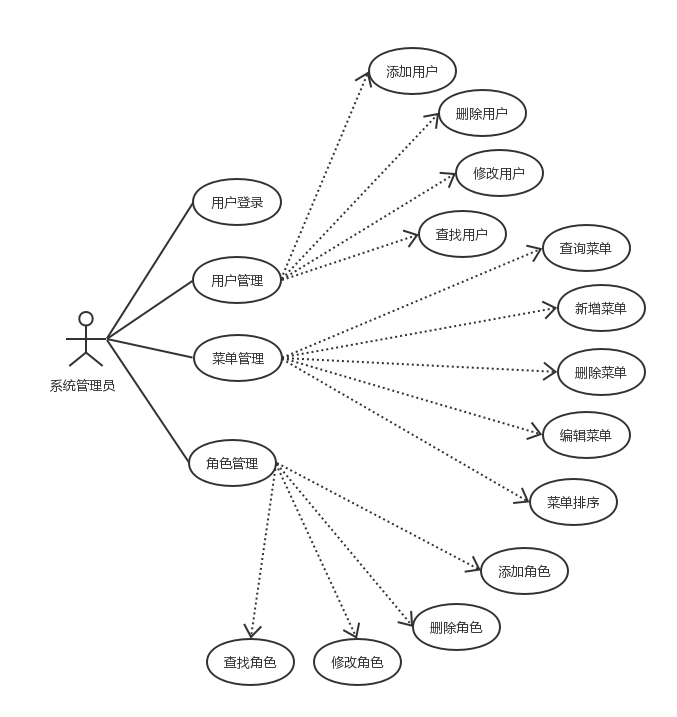 添加用户
删除用户
修改用户
用户登录
查找用户
查询菜单
用户管理
新增菜单
菜单管理
删除菜单
系统管理员
编辑菜单
角色管理
菜单排序
添加角色
删除角色
查找角色
修改角色